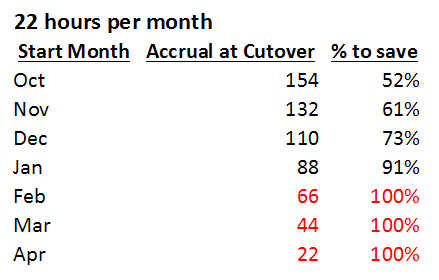 22 hours per month
Start Month Accrual at Cutover % to save
Oct 154 52%
Nov 132 61%
Dec 110 73%
Jan 88 91%
Feb 66 100%
Mar 44 100%
Apr 22 100%